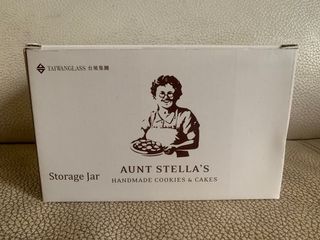 TAIWANGLASS 台玻集團
AUNT STELLA'S
HANDMADE COOKIES & CAKES
Storage Jar